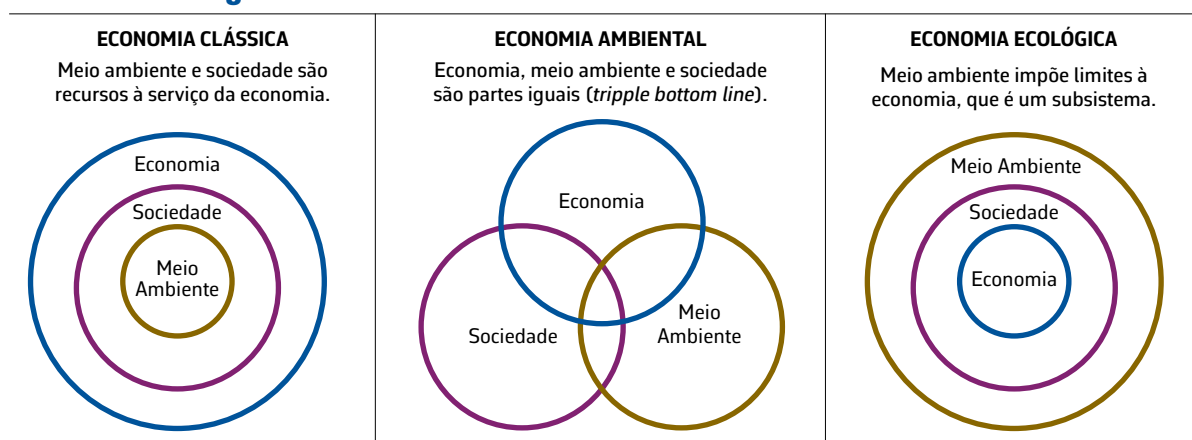 ECONOMIA CLÁSSICA
Meio ambiente e sociedade são
recursos à serviço da economia.
Economia
Sociedade
Meio
Ambiente
ECONOMIA AMBIENTAL
Economia, meio ambiente e sociedade
são partes iguais (tripple bottom line).
Economia
Sociedade
Meio
Ambiente
ECONOMIA ECOLÓGICA
Meio ambiente impõe limites à
economia, que é um subsistema.
Meio Ambiente
Sociedade
Economia